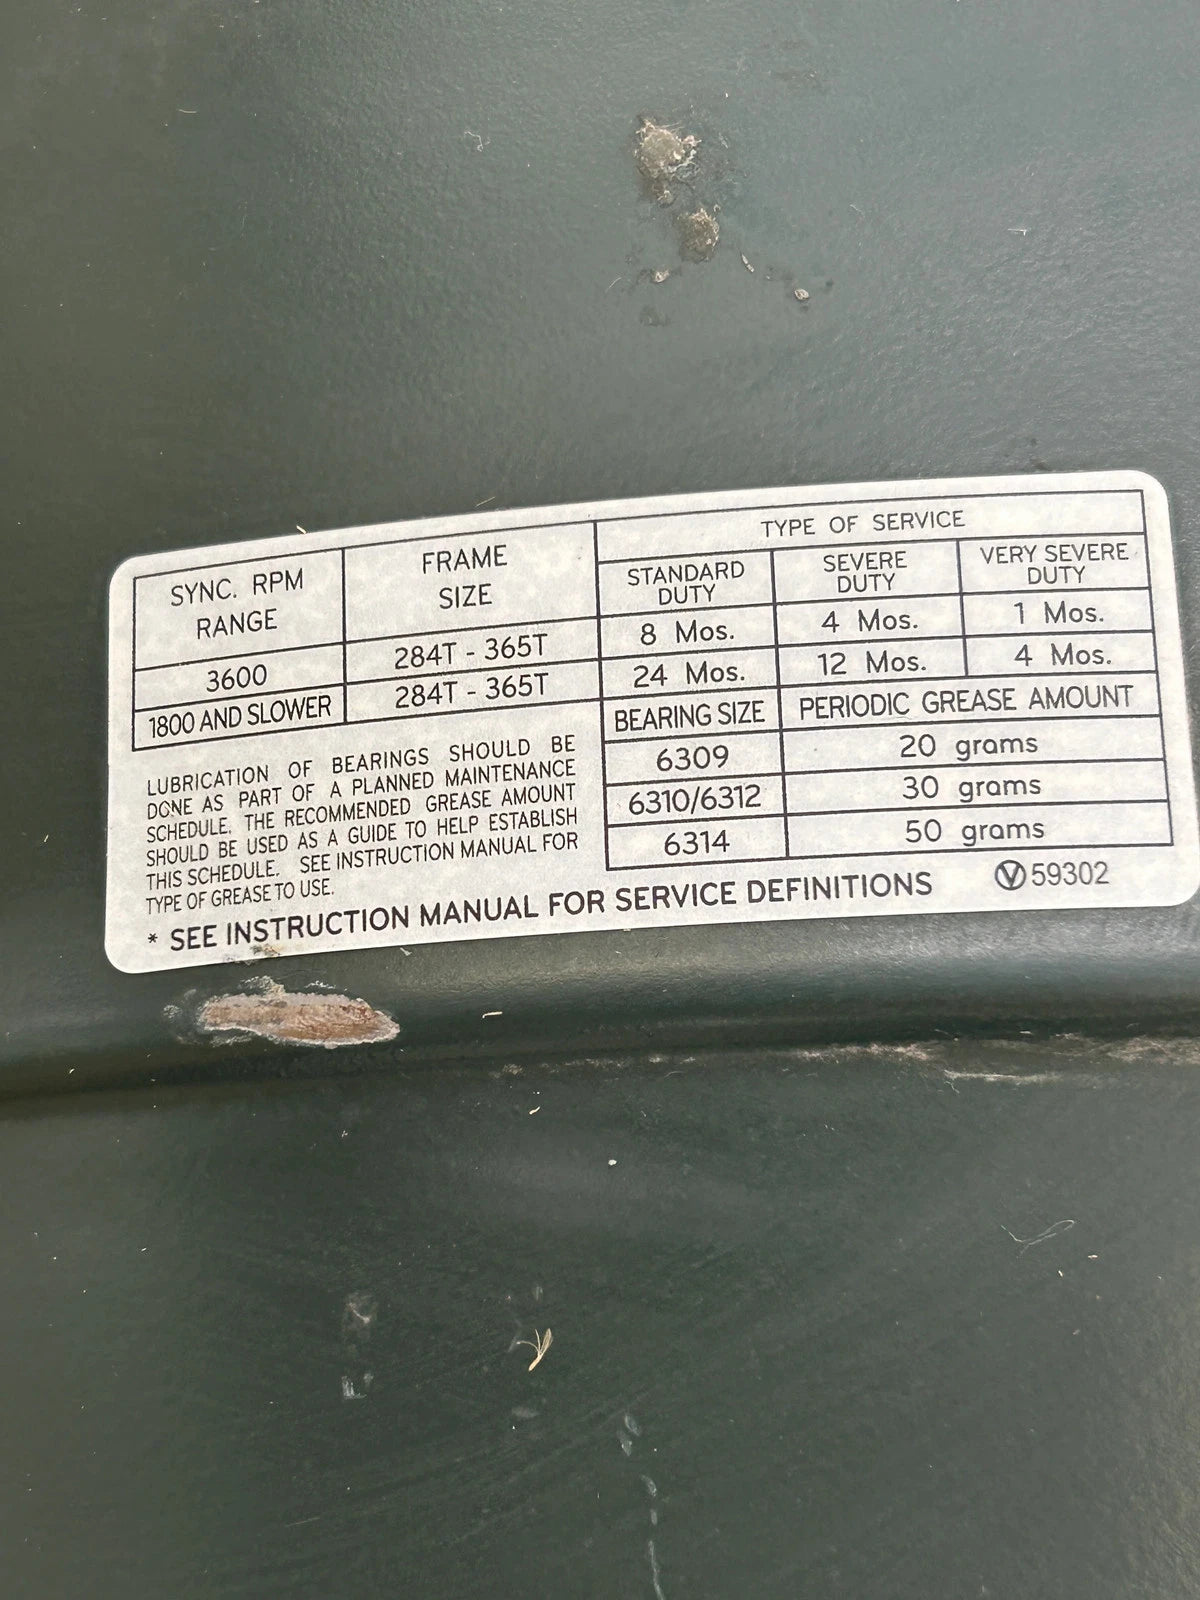 SYNC. RPM RANGE FRAME SIZE TYPE OF SERVICE
STANDARD DUTY SEVERE DUTY VERY SEVERE DUTY
3600 284T - 365T 8 Mos. 4 Mos. 1 Mos.
1800 AND SLOWER 284T - 365T 24 Mos. 12 Mos. 4 Mos.
BEARING SIZE PERIODIC GREASE AMOUNT
6309 20 grams
6310/6312 30 grams
6314 50 grams
LUBRICATION OF BEARINGS SHOULD BE
DONE AS PART OF A PLANNED MAINTENANCE
SCHEDULE. THE RECOMMENDED GREASE AMOUNT
SHOULD BE USED AS A GUIDE TO HELP ESTABLISH
THIS SCHEDULE. SEE INSTRUCTION MANUAL FOR
TYPE OF GREASE TO USE.
* SEE INSTRUCTION MANUAL FOR SERVICE DEFINITIONS
V 59302